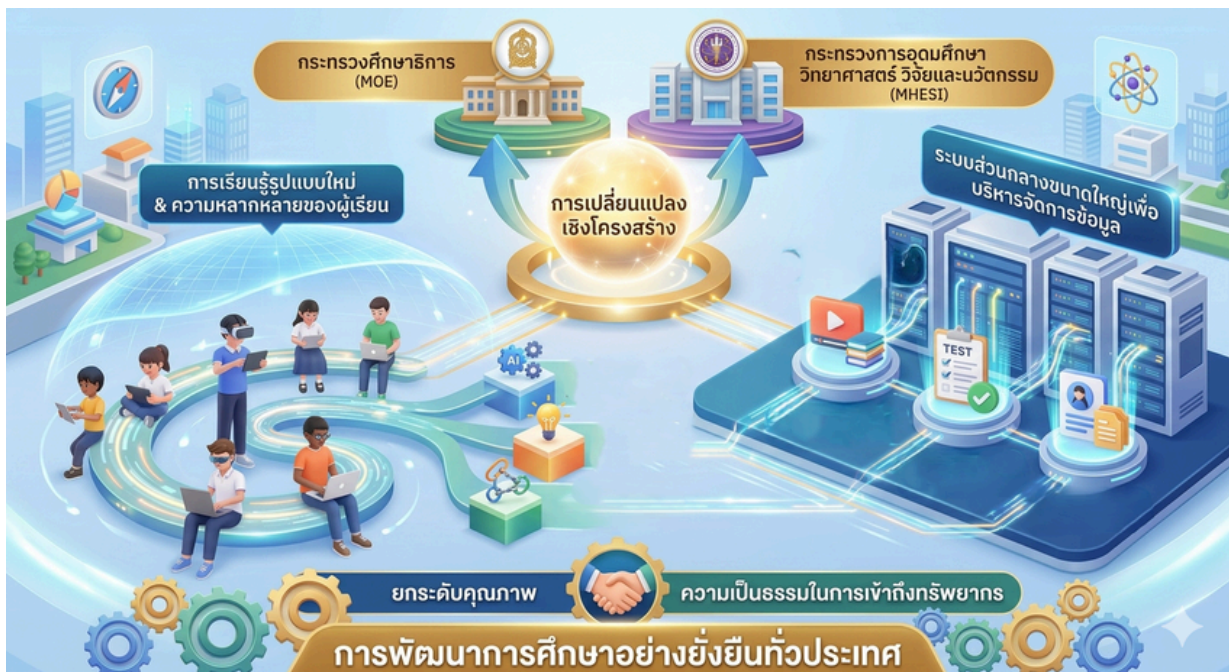 กระทรวงศึกษาธิการ
(MOE)
กระทรวงการอุดมศึกษา
วิทยาศาสตร์ วิจัยและนวัตกรรม
(MHESI)
การเรียนรู้รูปแบบใหม่
& ความหลากหลายของผู้เรียน
การเปลี่ยนแปลง
เชิงโครงสร้าง
ระบบส่วนกลางขนาดใหญ่เพื่อ
บริหารจัดการข้อมูล
AI
TEST
ยกระดับคุณภาพ
ความเป็นธรรมในการเข้าถึงทรัพยากร
การพัฒนาการศึกษาอย่างยั่งยืนทั่วประเทศ